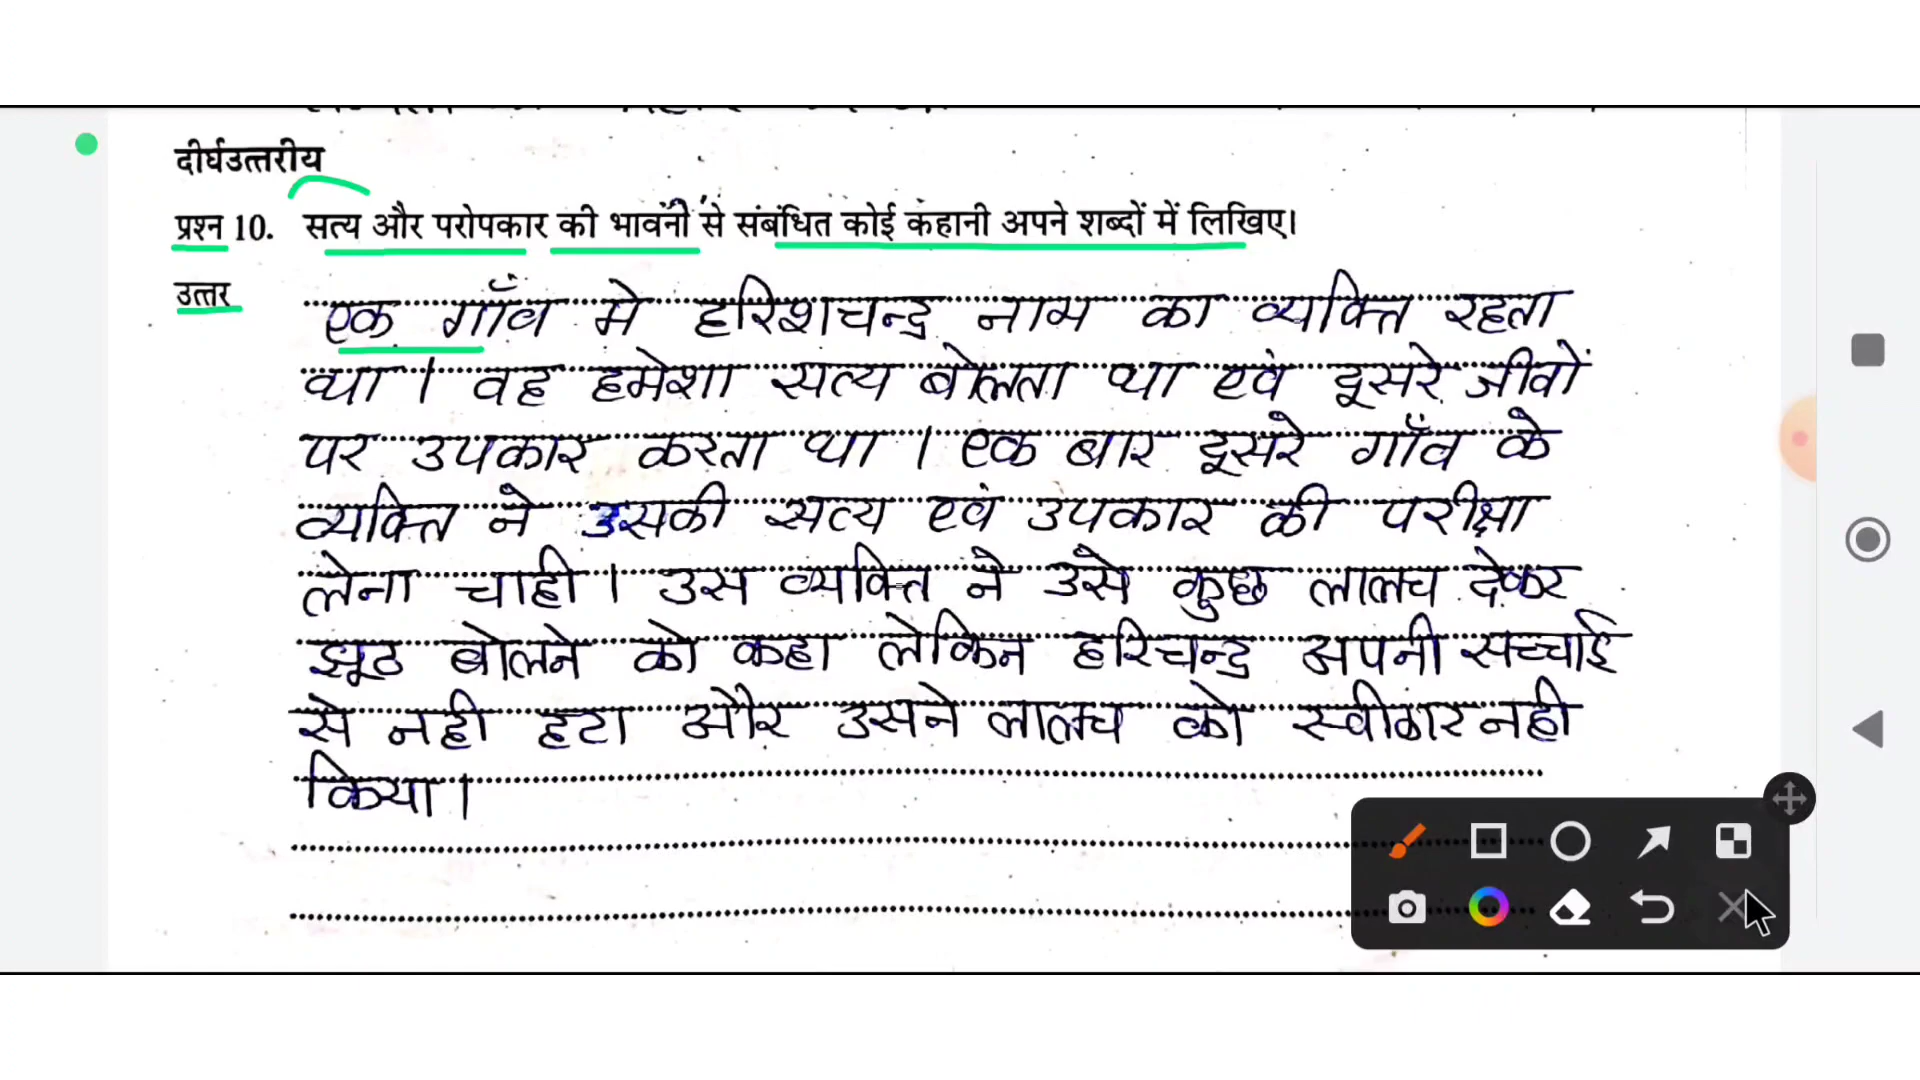 दीर्घउत्तरीय
प्रश्न 10. सत्य और परोपकार की भावना से संबंधित कोई कहानी अपने शब्दों में लिखिए।
उत्तर
एक गाँव मे हरिशचन्द्र नाम का व्यक्ति रहता
था। वह हमेशा सत्य बोलता था एवं दूसरे जीवों
पर उपकार करता था। एक बार दूसरे गाँव के
व्यक्ति ने उसकी सत्य एवं उपकार की परीक्षा
लेना चाही। उस व्यक्ति ने उसे कुछ लालच देकर
झूठ बोलने को कहा लेकिन हरिचन्द्र अपनी सच्चाई
से नही हटा और उसने लालच को स्वीकार नही
किया।